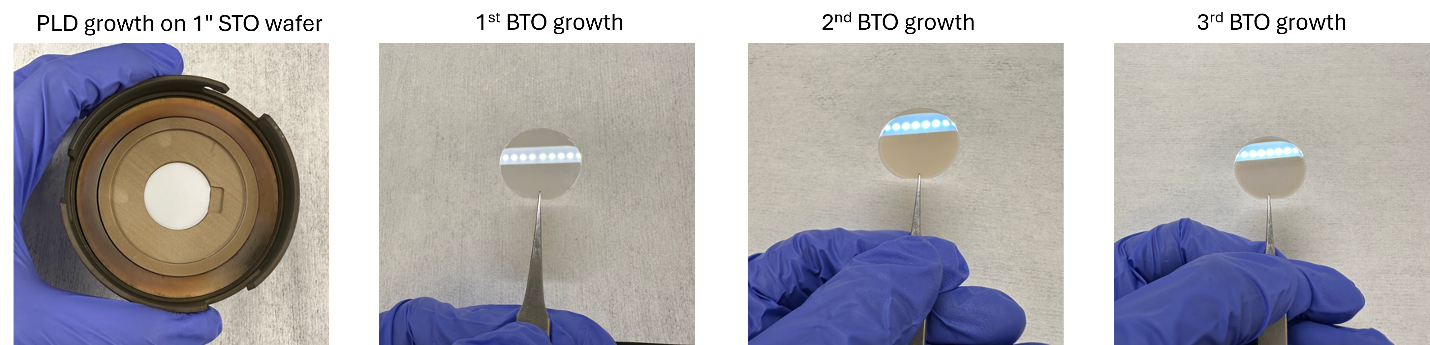 PLD growth on 1" STO wafer
1st BTO growth
2nd BTO growth
3rd BTO growth